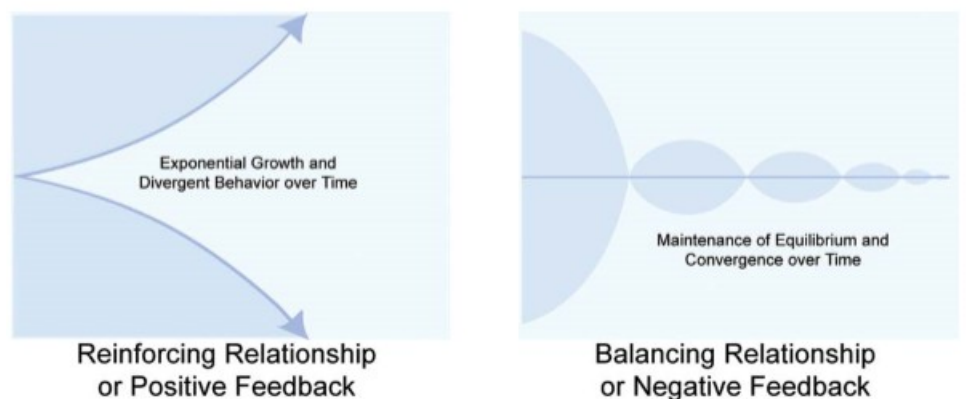 Exponential Growth and
Divergent Behavior over Time
Reinforcing Relationship
or Positive Feedback
Maintenance of Equilibrium and
Convergence over Time
Balancing Relationship
or Negative Feedback